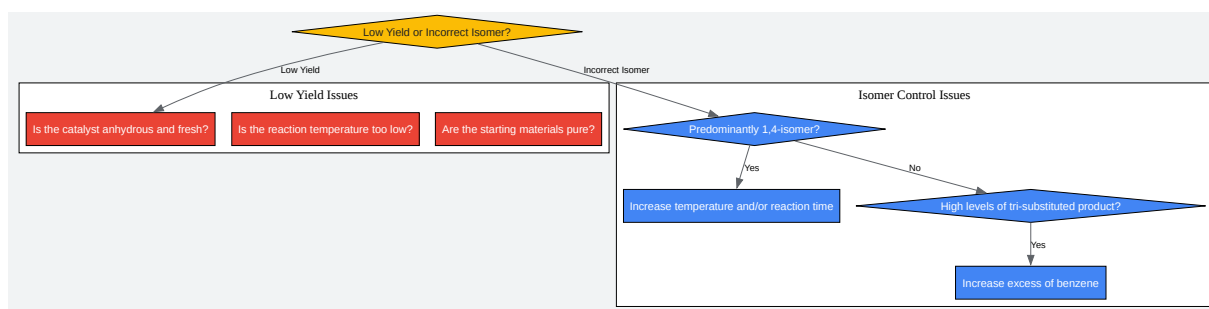 Low Yield or Incorrect Isomer?
Low Yield
Incorrect Isomer
Low Yield Issues
Is the catalyst anhydrous and fresh?
Is the reaction temperature too low?
Are the starting materials pure?
Isomer Control Issues
Predominantly 1,4-isomer?
Yes
No
Increase temperature and/or reaction time
High levels of tri-substituted product?
Yes
Increase excess of benzene